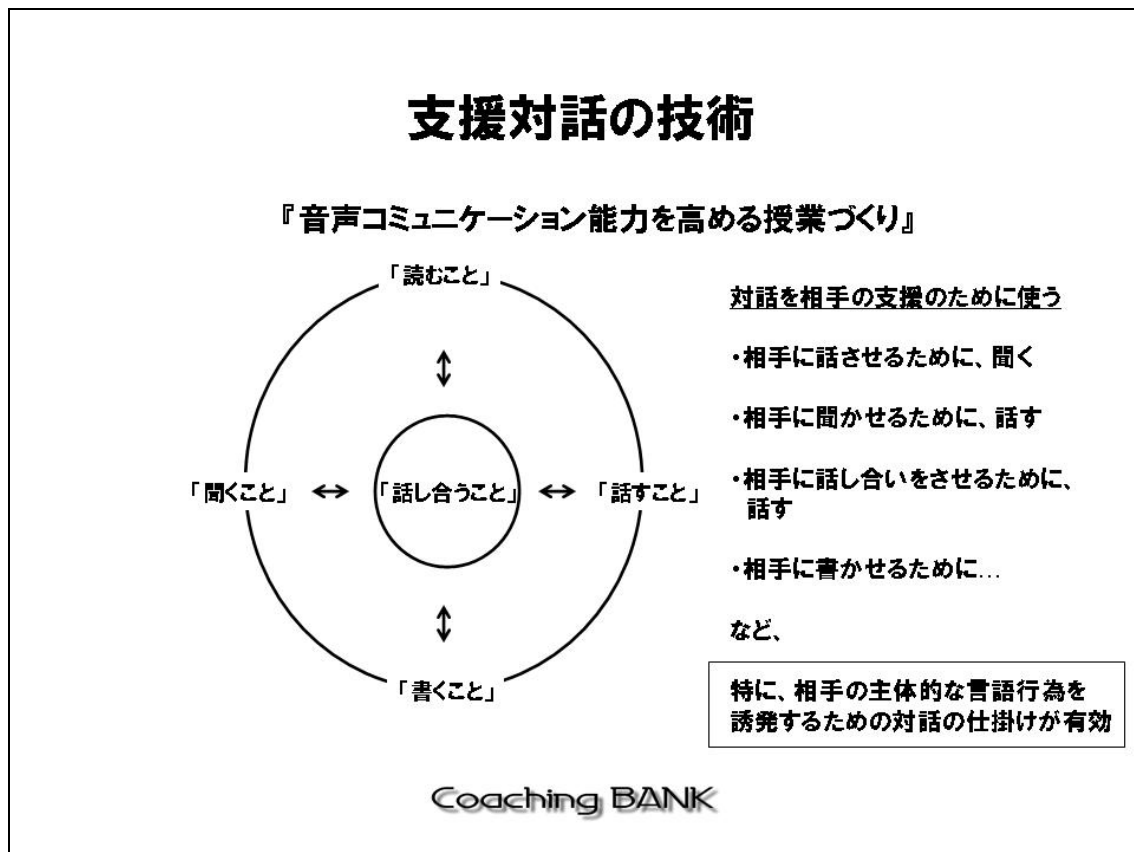 支援対話の技術
『音声コミュニケーション能力を高める授業づくり』
「読むこと」
「聞くこと」
「話し合うこと」
「話すこと」
「書くこと」
対話を相手の支援のために使う
・相手に話させるために、聞く
・相手に聞かせるために、話す
・相手に話し合いをさせるために、
話す
・相手に書かせるために…
など、
特に、相手の主体的な言語行為を
誘発するための対話の仕掛けが有効
Coaching BANK